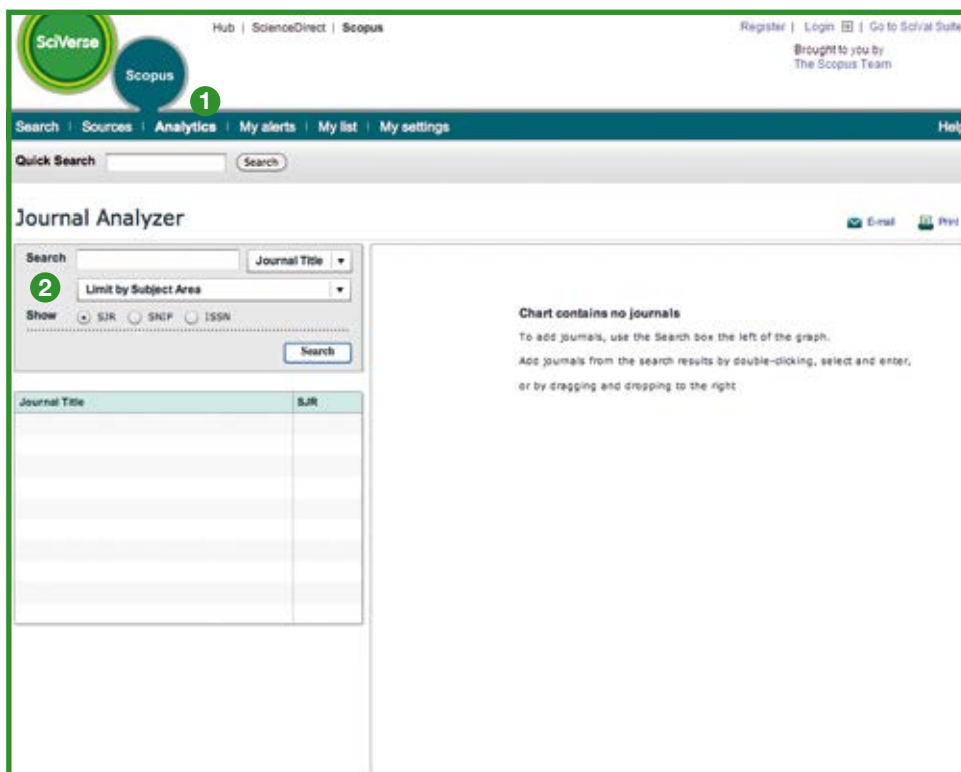 SciVerse
Scopus
Hub | ScienceDirect | Scopus
Register | Login | Go to SciVal Suite
Brought to you by
The Scopus Team
1
Search | Sources | Analytics | My alerts | My list | My settings
Help
Quick Search
Search
Journal Analyzer
E-mail
Print
Search
Journal Title
2
Limit by Subject Area
Show SJR SNIP ISSN
Search
Journal Title
SJR
Chart contains no journals
To add journals, use the Search box the left of the graph.
Add journals from the search results by double-clicking, select and enter,
or by dragging and dropping to the right